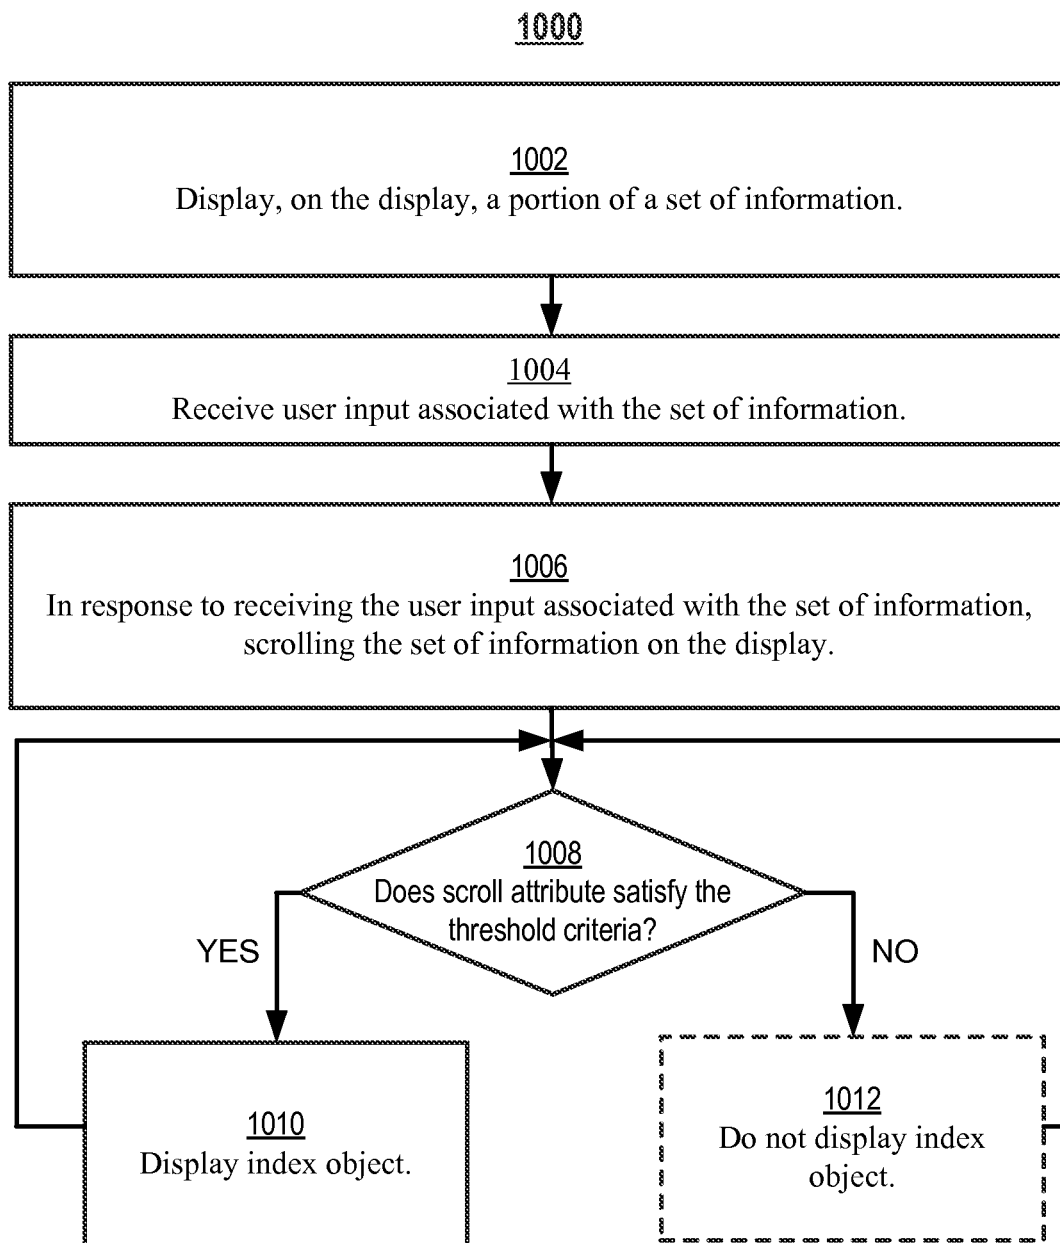 1000
1002
Display, on the display, a portion of a set of information.
1004
Receive user input associated with the set of information.
1006
In response to receiving the user input associated with the set of information,
scrolling the set of information on the display.
1008
Does scroll attribute satisfy the
threshold criteria?
YES
NO
1010
Display index object.
1012
Do not display index
object.